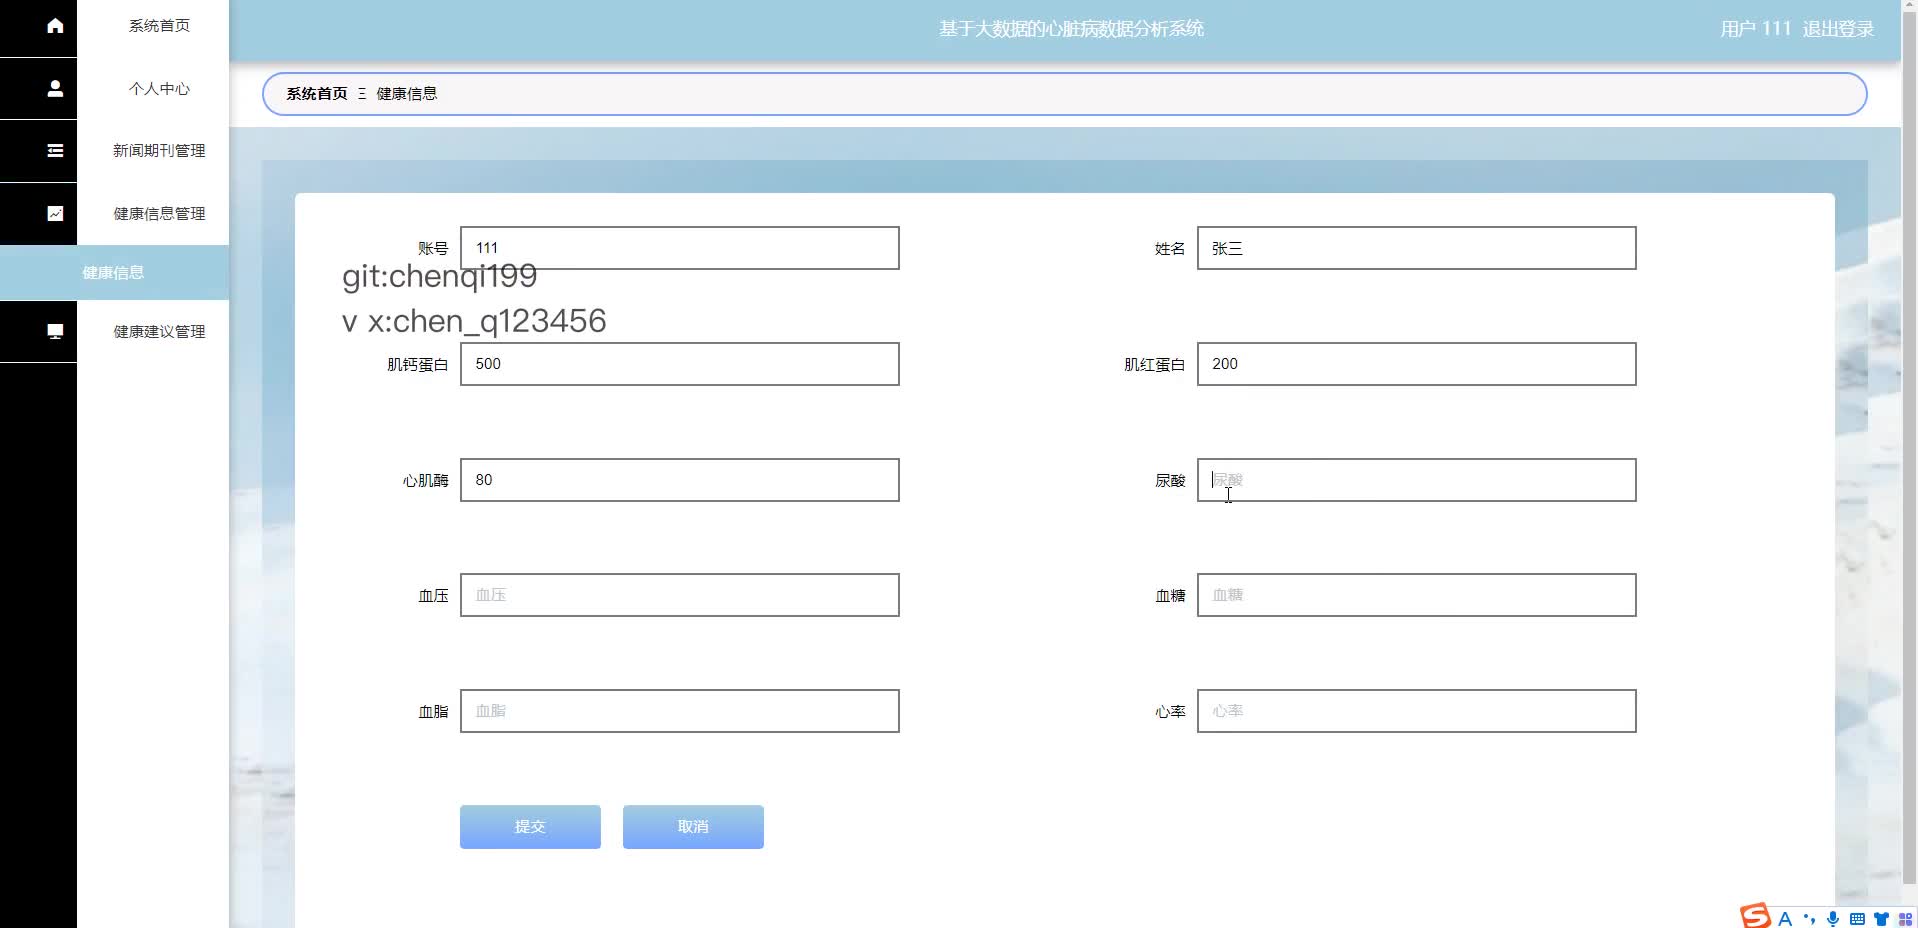 系统首页
个人中心
新闻期刊管理
健康信息管理
健康信息
健康建议管理
基于大数据的心脏病数据分析系统
用户 111 退出登录
系统首页 Ξ 健康信息
账号 111
姓名 张三
git:chenqi199
v x:chen_q123456
肌钙蛋白 500
肌红蛋白 200
心肌酶 80
尿酸 尿酸
血压 血压
血糖 血糖
血脂 血脂
心率 心率
提交 取消
S A